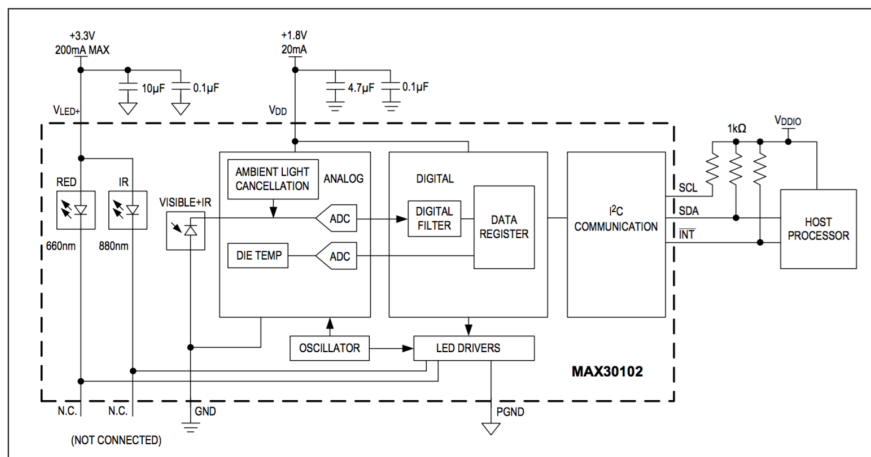 +3.3V
200mA MAX
10µF
0.1µF
VLED+
+1.8V
20mA
4.7µF
0.1µF
VDD
1kΩ
VDDIO
RED
IR
660nm
880nm
VISIBLE+IR
AMBIENT LIGHT
CANCELLATION
ANALOG
ADC
DIE TEMP
ADC
DIGITAL
DIGITAL
FILTER
DATA
REGISTER
I2C
COMMUNICATION
SCL
SDA
INT
HOST
PROCESSOR
OSCILLATOR
LED DRIVERS
MAX30102
N.C.
N.C.
GND
PGND
(NOT CONNECTED)